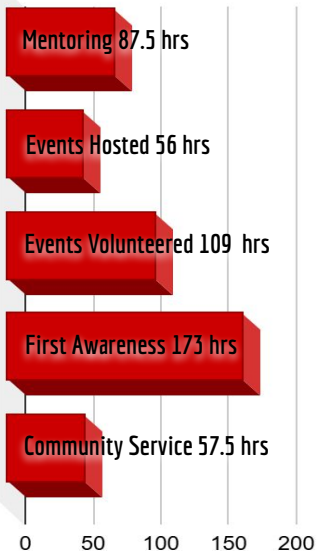 Mentoring 87.5 hrs
Events Hosted 56 hrs
Events Volunteered 109 hrs
First Awareness 173 hrs
Community Service 57.5 hrs
0 50 100 150 200